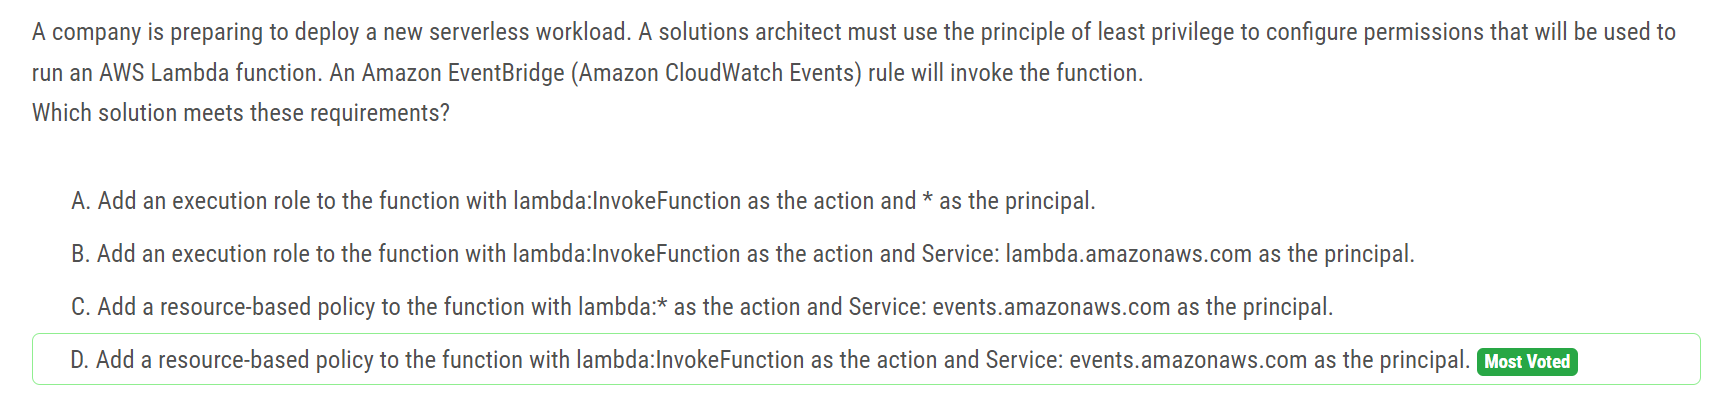 A company is preparing to deploy a new serverless workload. A solutions architect must use the principle of least privilege to configure permissions that will be used to
run an AWS Lambda function. An Amazon EventBridge (Amazon CloudWatch Events) rule will invoke the function.
Which solution meets these requirements?
A. Add an execution role to the function with lambda:InvokeFunction as the action and * as the principal.
B. Add an execution role to the function with lambda:InvokeFunction as the action and Service: lambda.amazonaws.com as the principal.
C. Add a resource-based policy to the function with lambda:* as the action and Service: events.amazonaws.com as the principal.
D. Add a resource-based policy to the function with lambda:InvokeFunction as the action and Service: events.amazonaws.com as the principal. Most Voted